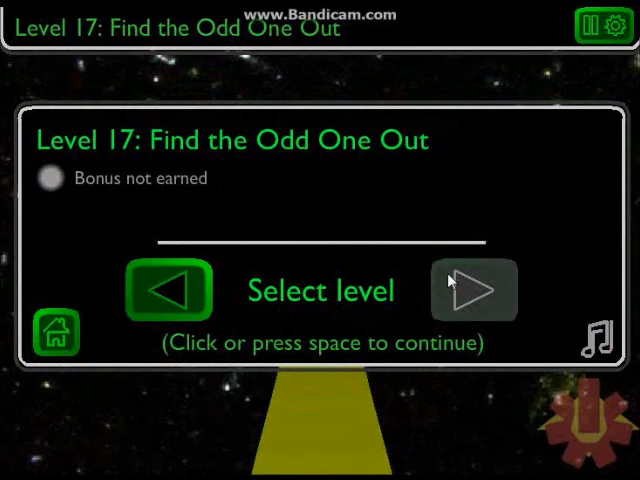 www.Bandicam.com
Level 17: Find the Odd One Out
Level 17: Find the Odd One Out
Bonus not earned
Select level
(Click or press space to continue)